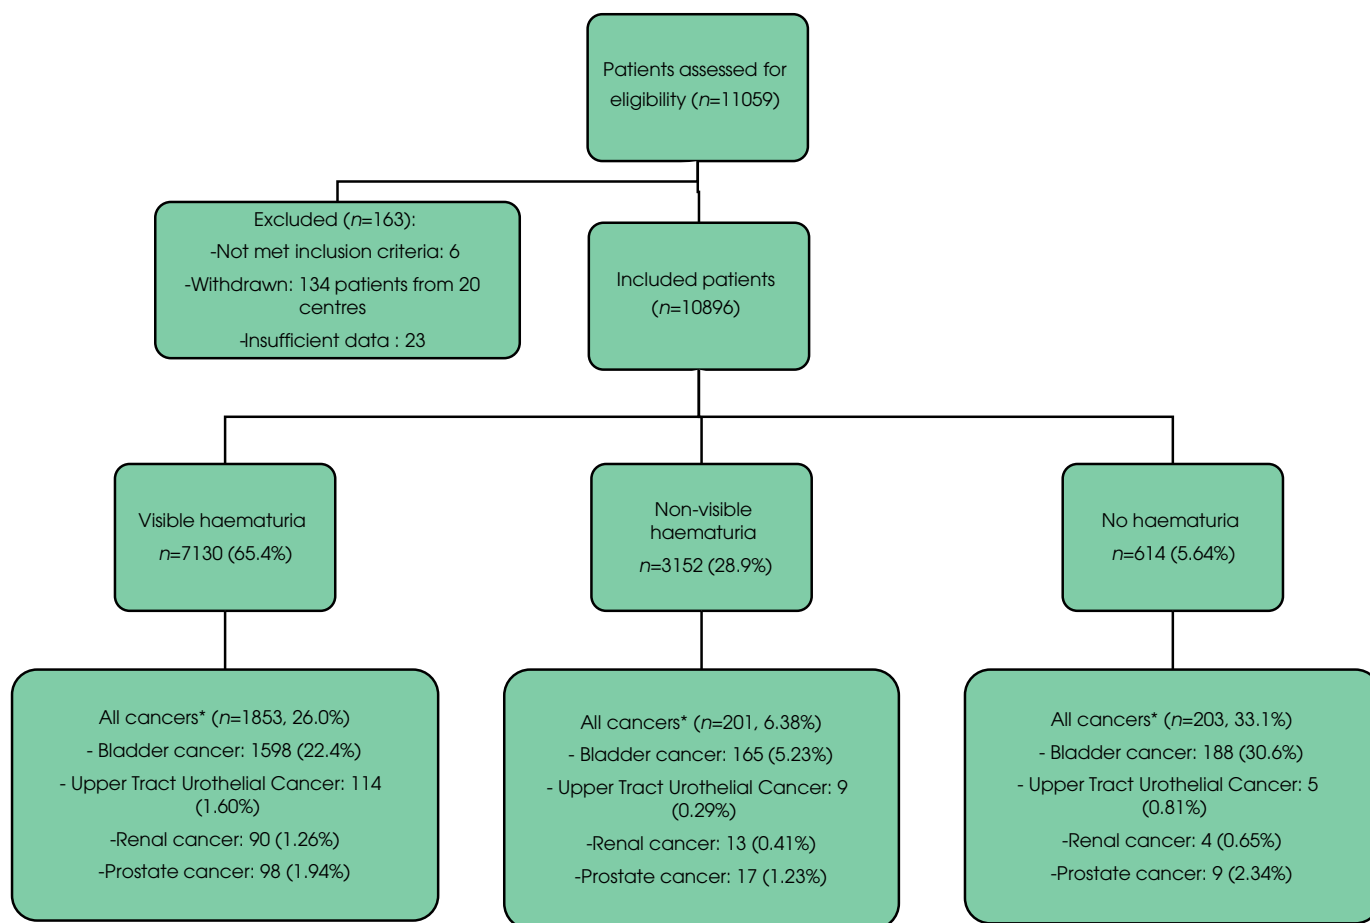 Patients assessed for
eligibility (n=11059)
Excluded (n=163):
-Not met inclusion criteria: 6
-Withdrawn: 134 patients from 20
centres
-Insufficient data : 23
Included patients
(n=10896)
Visible haematuria
n=7130 (65.4%)
Non-visible
haematuria
n=3152 (28.9%)
No haematuria
n=614 (5.64%)
All cancers* (n=1853, 26.0%)
- Bladder cancer: 1598 (22.4%)
- Upper Tract Urothelial Cancer: 114
(1.60%)
-Renal cancer: 90 (1.26%)
-Prostate cancer: 98 (1.94%)
All cancers* (n=201, 6.38%)
- Bladder cancer: 165 (5.23%)
- Upper Tract Urothelial Cancer: 9
(0.29%)
-Renal cancer: 13 (0.41%)
-Prostate cancer: 17 (1.23%)
All cancers* (n=203, 33.1%)
- Bladder cancer: 188 (30.6%)
- Upper Tract Urothelial Cancer: 5
(0.81%)
-Renal cancer: 4 (0.65%)
-Prostate cancer: 9 (2.34%)